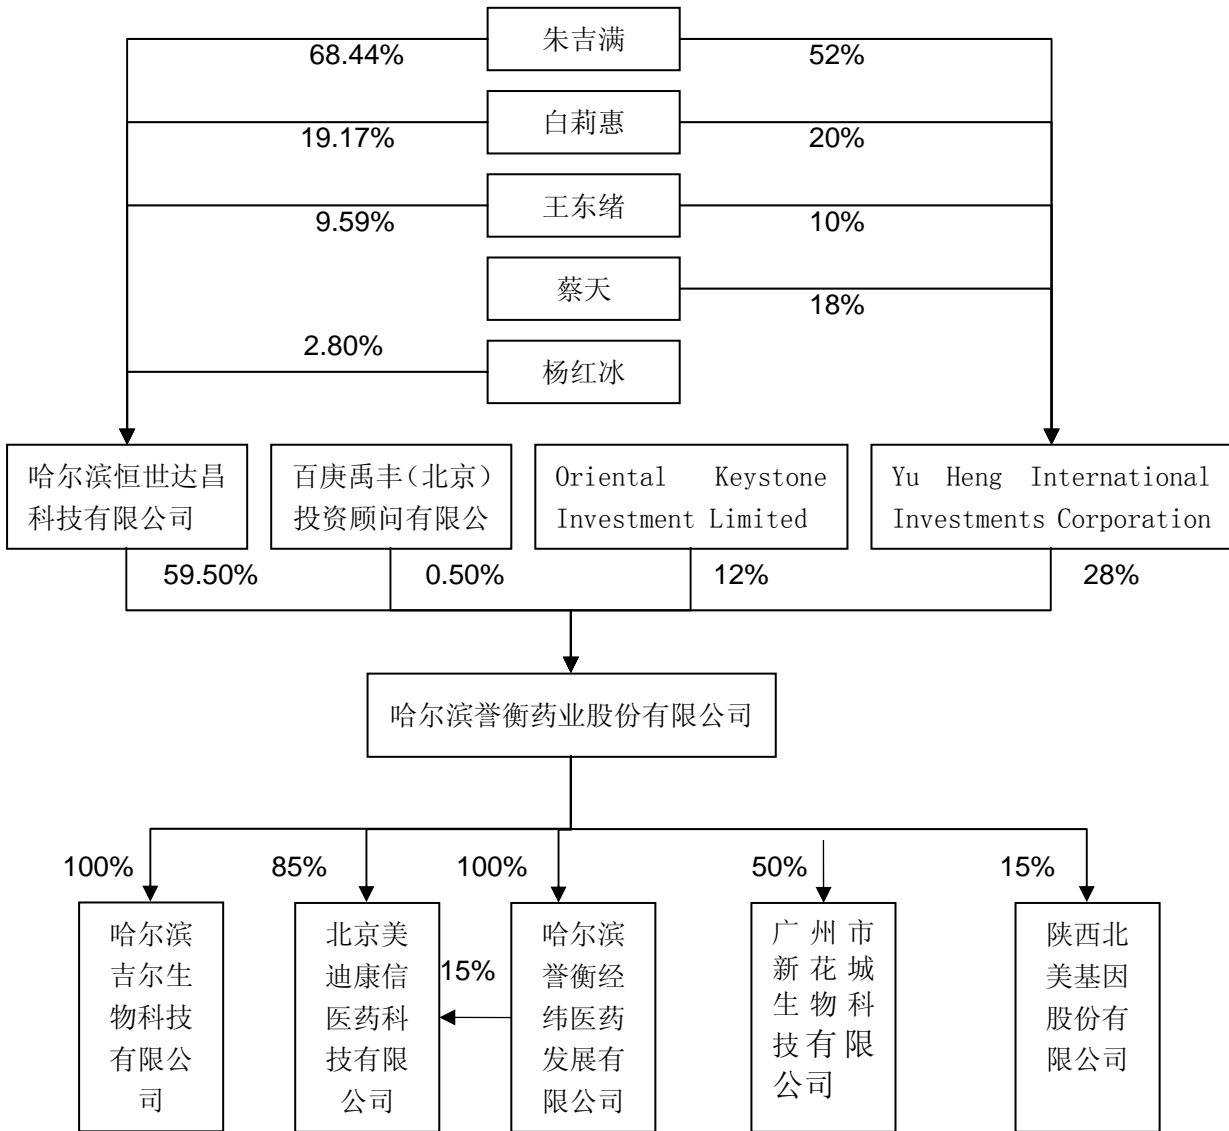 朱吉满
68.44%
52%
白莉惠
19.17%
20%
王东绪
9.59%
10%
蔡天
18%
2.80%
杨红冰
哈尔滨恒世达昌
科技有限公司
百庚禹丰（北京）
投资顾问有限公
Oriental Keystone
Investment Limited
Yu Heng International
Investments Corporation
59.50%
0.50%
12%
28%
哈尔滨誉衡药业股份有限公司
100%
85%
100%
50%
15%
哈尔滨
吉尔生
物科技
有限公
司
北京美
迪康信
医药科
技有限
公司
15%
哈尔滨
誉衡经
纬医药
发展有
限公司
广州市
新花城
生物科
技有限
公司
陕西北
美基因
股份有
限公司